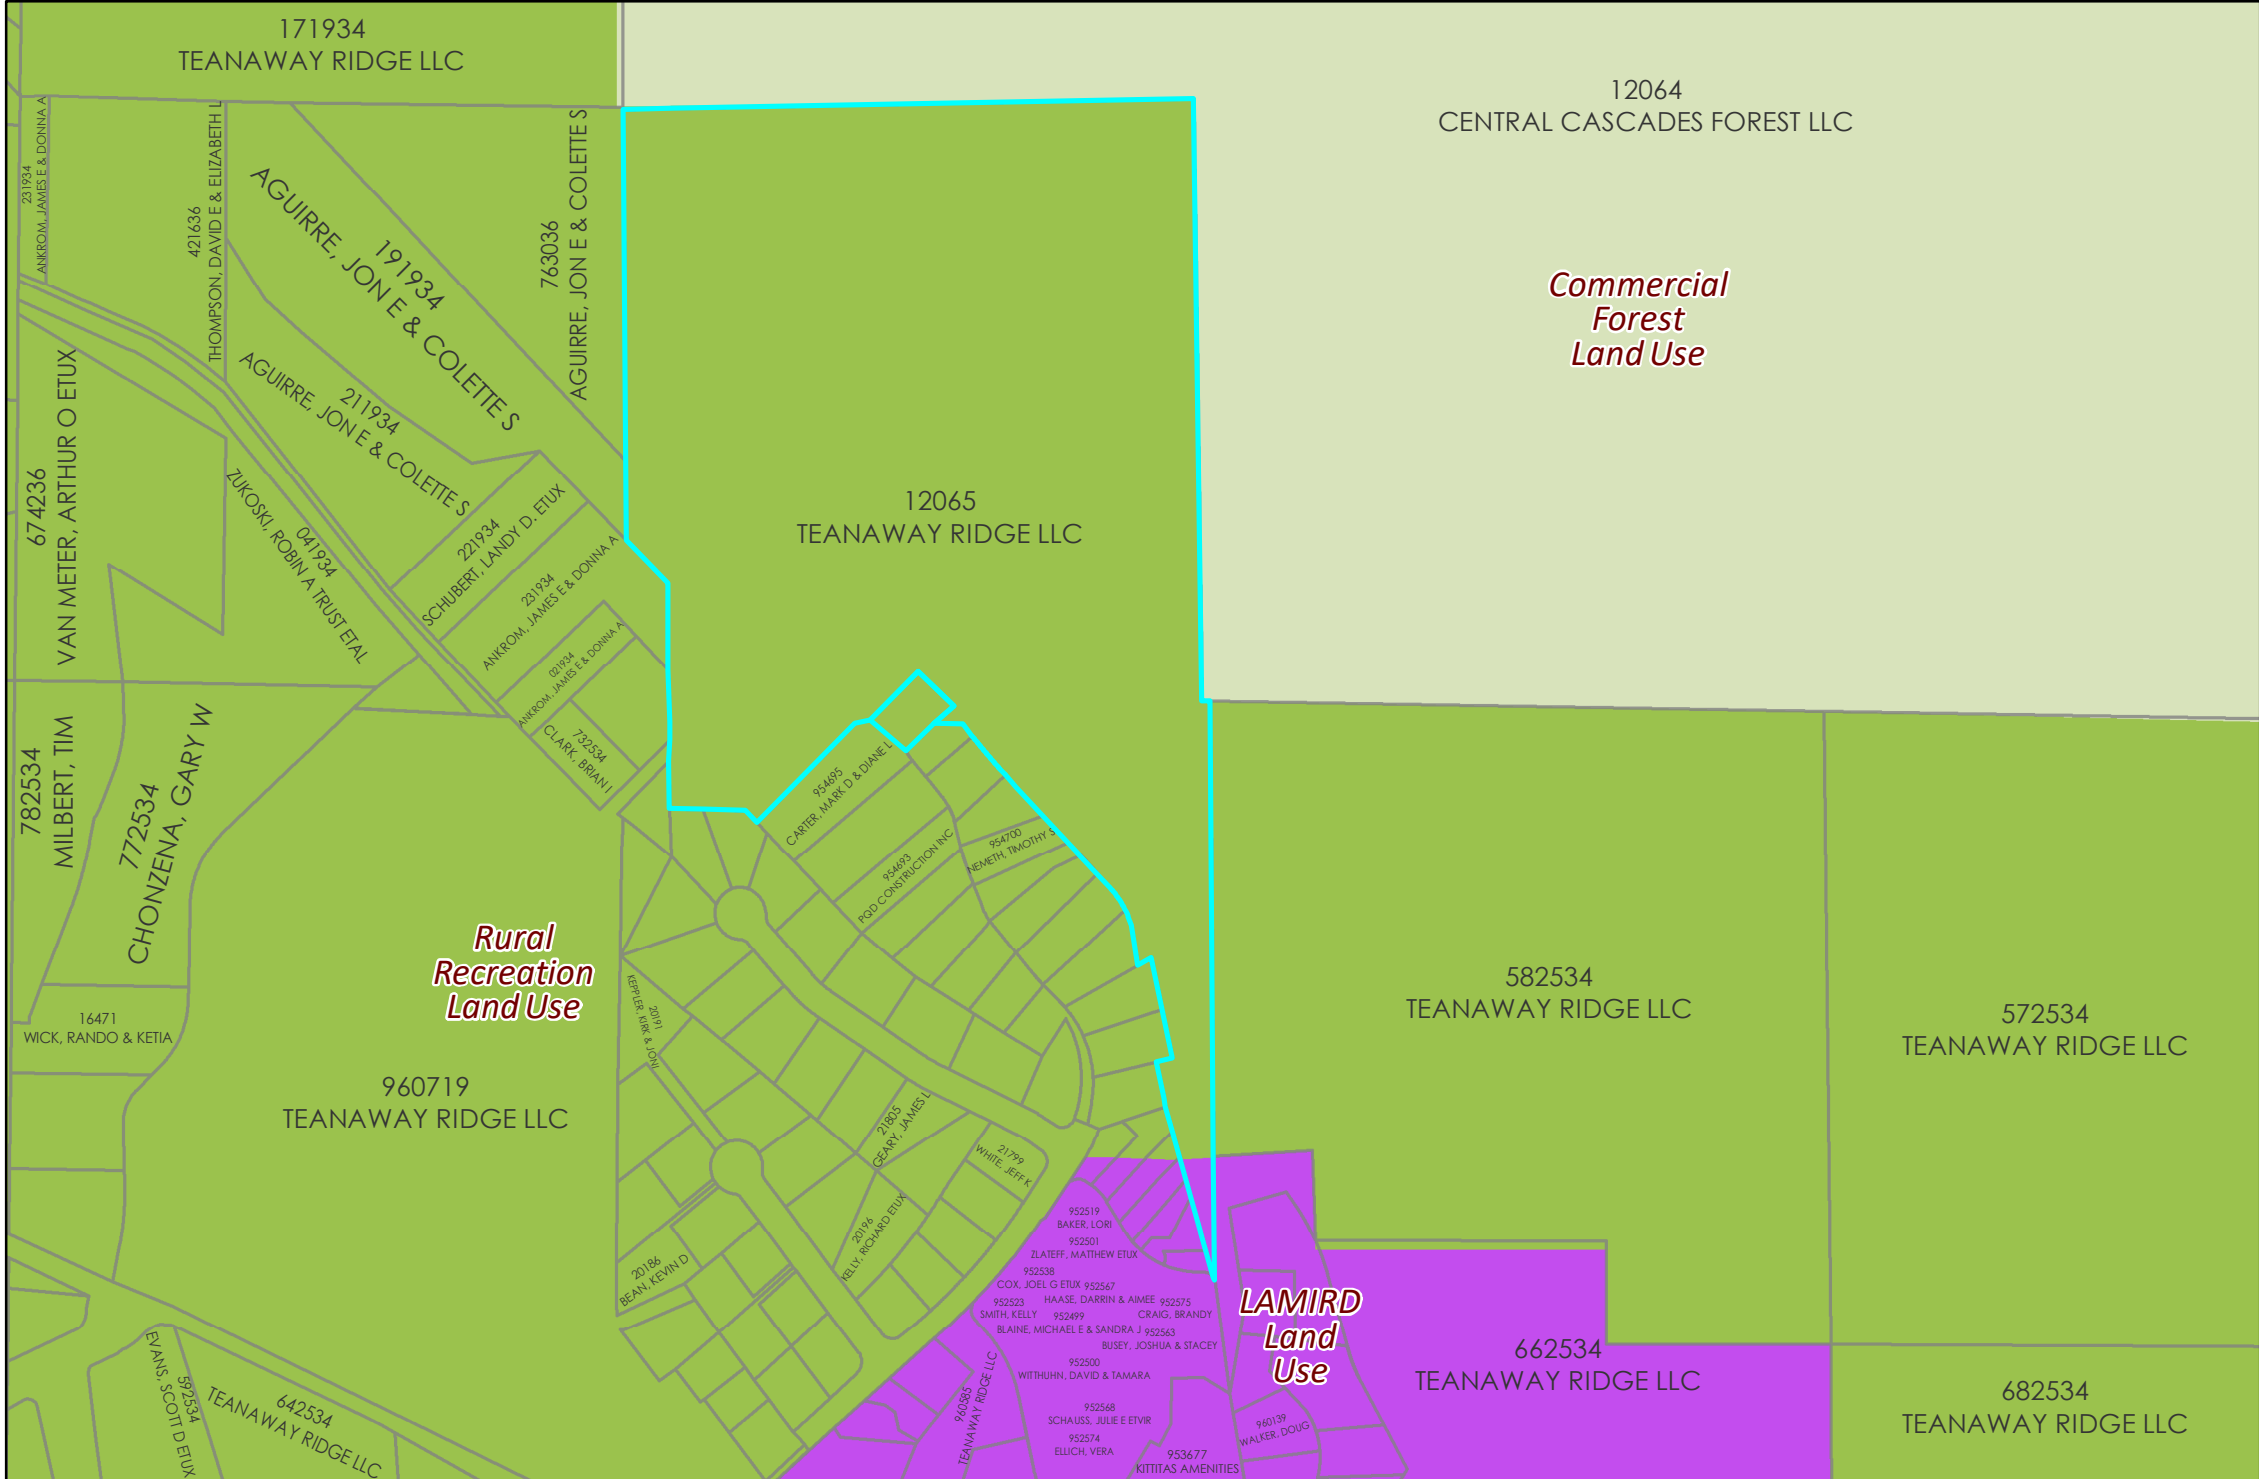 171934
TEANAWAY RIDGE LLC
12064
CENTRAL CASCADES FOREST LLC
231934
ANKROM, JAMES E & DONNA A
421636
THOMPSON, DAVID E & ELIZABETH L
191934
AGUIRRE, JON E & COLETTE S
763036
AGUIRRE, JON E & COLETTE S
Commercial
Forest
Land Use
211934
AGUIRRE, JON E & COLETTE S
674236
VAN METER, ARTHUR O ETUX
041934
ZUKOSKI, ROBIN A TRUST ETAL
221934
SCHUBERT, LANDY D. ETUX
231934
ANKROM, JAMES E & DONNA A
021934
ANKROM, JAMES E & DONNA A
732534
CLARK, BRIAN I
12065
TEANAWAY RIDGE LLC
782534
MILBERT, TIM
772534
CHONZENA, GARY W
954695
CARTER, MARK D & DIANE L
954693
PQD CONSTRUCTION INC
954700
NEMETH, TIMOTHY S
Rural
Recreation
Land Use
582534
TEANAWAY RIDGE LLC
572534
TEANAWAY RIDGE LLC
16471
WICK, RANDO & KETIA
960719
TEANAWAY RIDGE LLC
20191
KEPPLER, KIRK & JONI
21805
GEARY, JAMES L
21799
WHITE, JEFF K
20196
KELLY, RICHARD ETUX
20186
BEAN, KEVIN D
952519
BAKER, LORI
952501
ZLATEFF, MATTHEW ETUX
952538
COX, JOEL G ETUX
952567
HAASE, DARRIN & AIMEE
952523
SMITH, KELLY
952575
CRAIG, BRANDY
952499
BLAINE, MICHAEL E & SANDRA J
952563
BUSEY, JOSHUA & STACEY
952500
WITTHUHN, DAVID & TAMARA
LAMIRD
Land
Use
662534
TEANAWAY RIDGE LLC
682534
TEANAWAY RIDGE LLC
592534
EVANS, SCOTT D ETUX
642534
TEANAWAY RIDGE LLC
960585
TEANAWAY RIDGE LLC
952568
SCHAUSS, JULIE E ETVIR
952574
ELLICH, VERA
953677
KITTITAS AMENITIES
960139
WALKER, DOUG